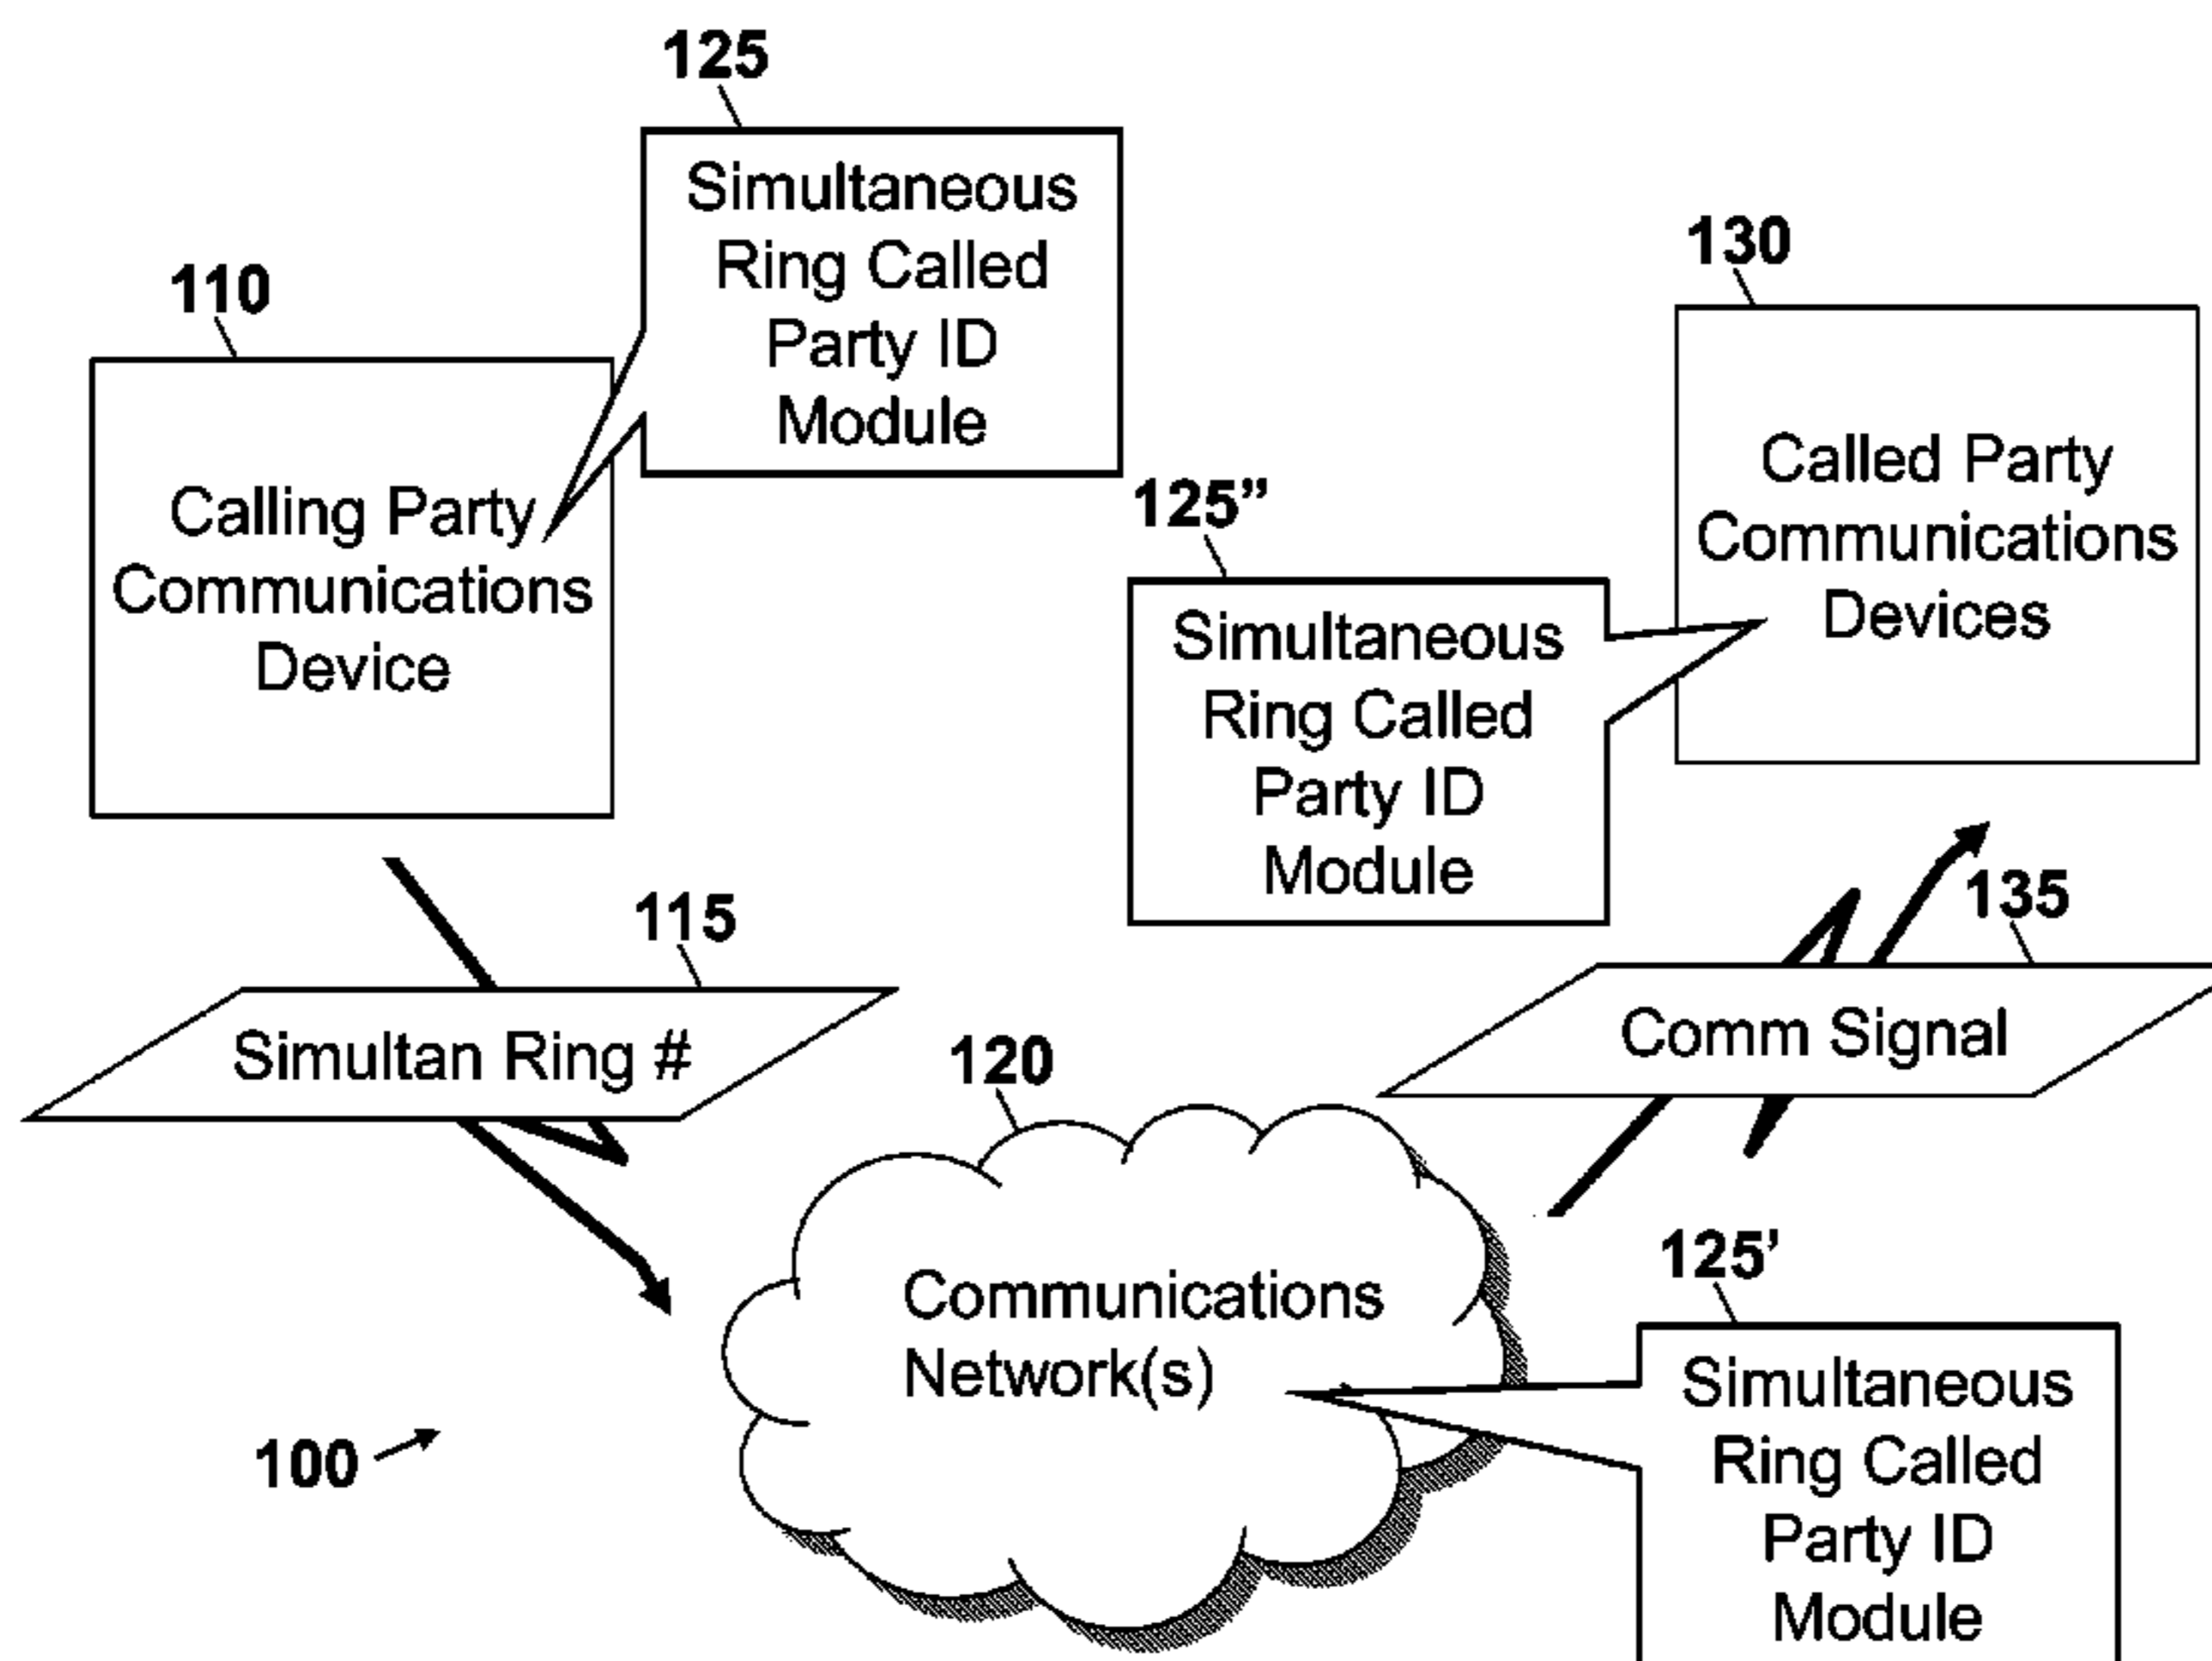 125
Simultaneous
Ring Called
Party ID
Module
110
Calling Party
Communications
Device
130
Called Party
Communications
Devices
125”
Simultaneous
Ring Called
Party ID
Module
115
Simultan Ring #
135
Comm Signal
120
Communications
Network(s)
125’
Simultaneous
Ring Called
Party ID
Module
100